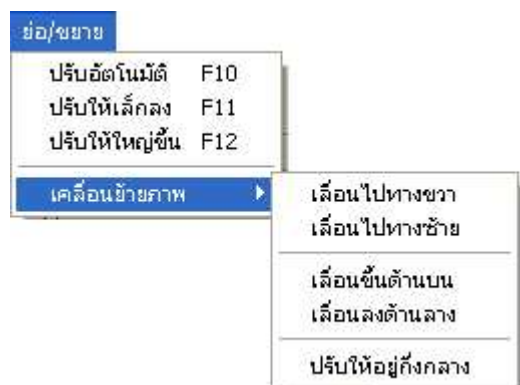 ย่อ/ขยาย
ปรับอัตโนมัติ F10
ปรับให้เล็กลง F11
ปรับให้ใหญ่ขึ้น F12
เคลื่อนย้ายภาพ
เลื่อนไปทางขวา
เลื่อนไปทางซ้าย
เลื่อนขึ้นด้านบน
เลื่อนลงด้านลาง
ปรับให้อยู่กึ่งกลาง